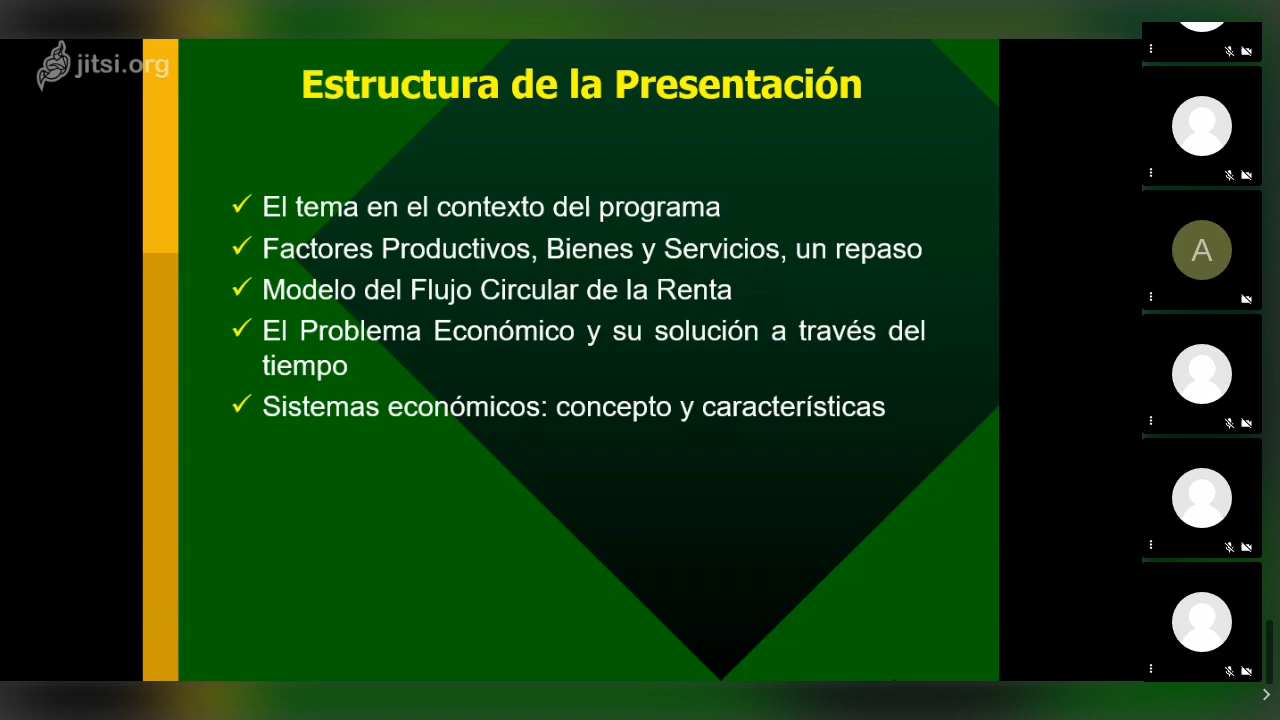 jitsi.org
Estructura de la Presentación
✓ El tema en el contexto del programa
✓ Factores Productivos, Bienes y Servicios, un repaso
✓ Modelo del Flujo Circular de la Renta
✓ El Problema Económico y su solución a través del
tiempo
✓ Sistemas económicos: concepto y características
A